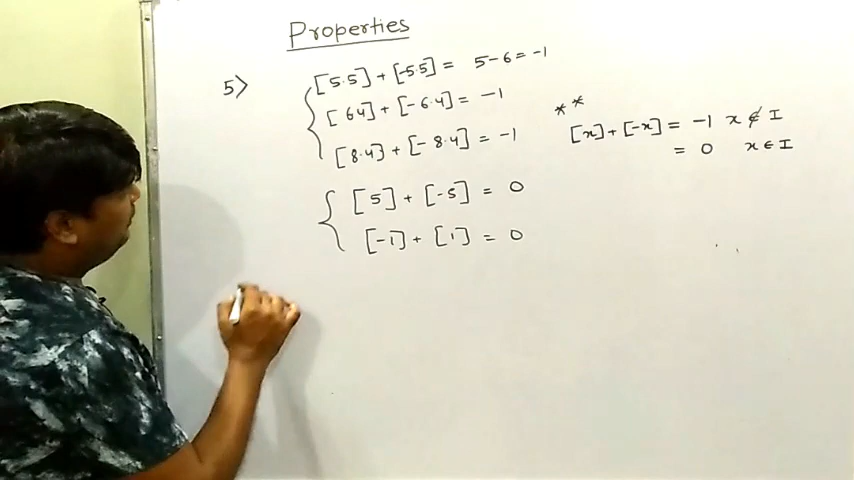 Properties
5) [5.5] + [-5.5] = 5-6 = -1
[6.4] + [-6.4] = -1
[8.4] + [-8.4] = -1
[5] + [-5] = 0
[-1] + [1] = 0
**
[x] + [-x] = -1 x ∉ I
= 0 x ∈ I